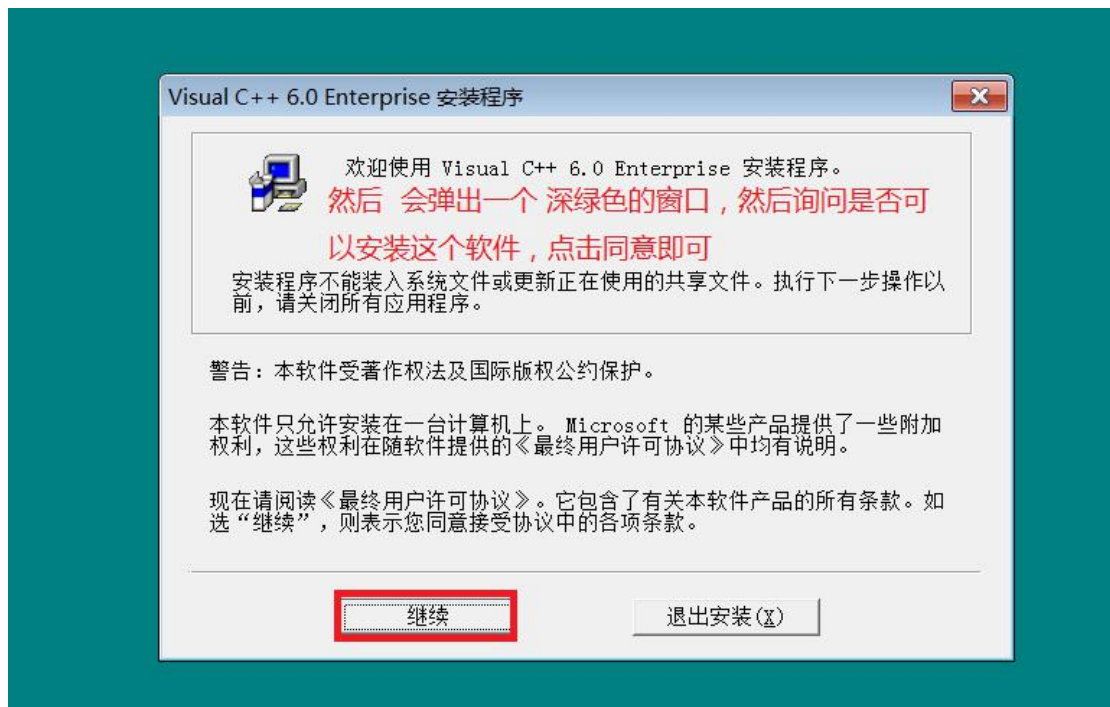 Visual C++ 6.0 Enterprise 安装程序
欢迎使用 Visual C++ 6.0 Enterprise 安装程序。
然后 会弹出一个 深绿色的窗口，然后询问是否可
以安装这个软件，点击同意即可
安装程序不能装入系统文件或更新正在使用的共享文件。执行下一步操作以
前，请关闭所有应用程序。
警告：本软件受著作权法及国际版权公约保护。
本软件只允许安装在一台计算机上。 Microsoft 的某些产品提供了一些附加
权利，这些权利在随软件提供的《最终用户许可协议》中均有说明。
现在请阅读《最终用户许可协议》。它包含了有关本软件产品的所有条款。如
选“继续”，则表示您同意接受协议中的各项条款。
继续
退出安装(X)